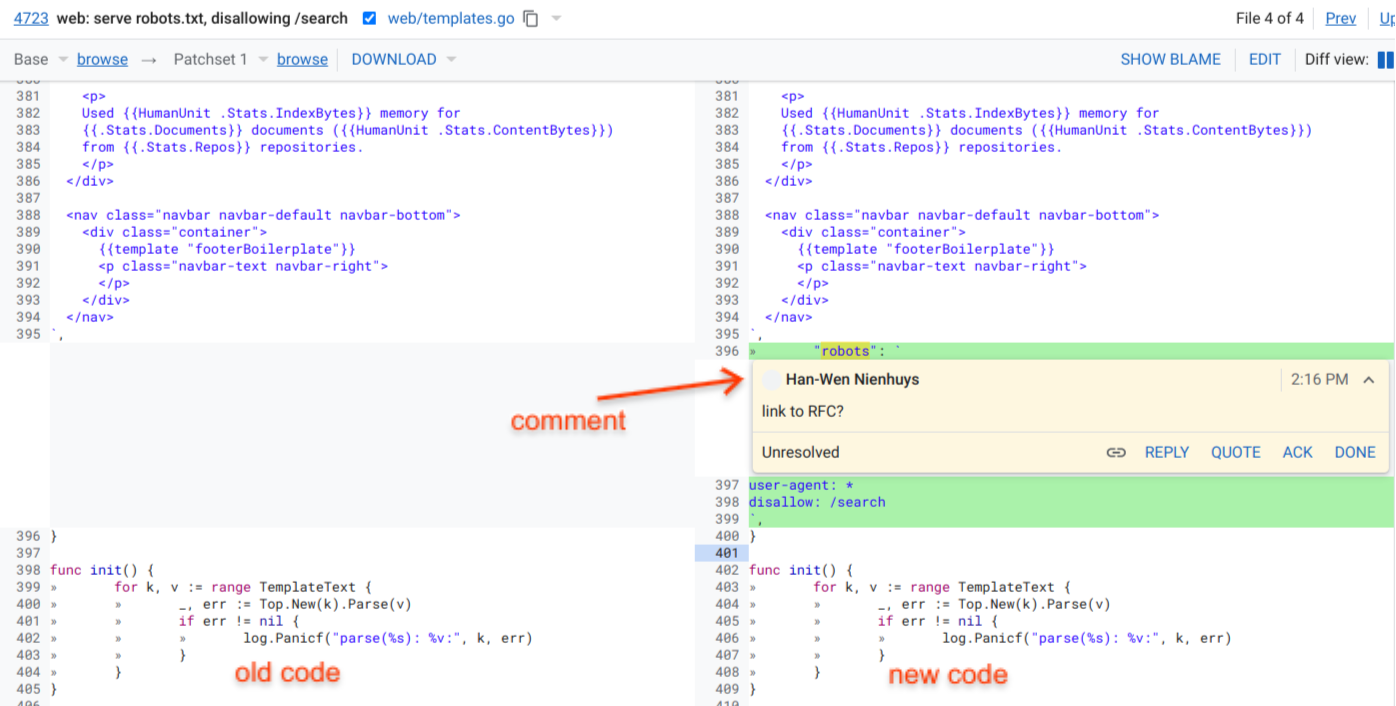 4723 web: serve robots.txt, disallowing /search web/templates.go File 4 of 4 Prev
Base browse → Patchset 1 browse DOWNLOAD SHOW BLAME EDIT Diff view:
381 <p>
382 Used {{HumanUnit .Stats.IndexBytes}} memory for
383 {{.Stats.Documents}} documents ({{HumanUnit .Stats.ContentBytes}})
384 from {{.Stats.Repos}} repositories.
385 </p>
386 </div>
387
388 <nav class="navbar navbar-default navbar-bottom">
389 <div class="container">
390 {{template "footerBoilerplate"}}
391 <p class="navbar-text navbar-right">
392 </p>
393 </div>
394 </nav>
395 `,
396 }
397
398 func init() {
399 » for k, v := range TemplateText {
400 » » _, err := Top.New(k).Parse(v)
401 » » if err != nil {
402 » » » log.Panicf("parse(%s): %v:", k, err)
403 » » }
404 » }
405 }
old code
comment
381 <p>
382 Used {{HumanUnit .Stats.IndexBytes}} memory for
383 {{.Stats.Documents}} documents ({{HumanUnit .Stats.ContentBytes}})
384 from {{.Stats.Repos}} repositories.
385 </p>
386 </div>
387
388 <nav class="navbar navbar-default navbar-bottom">
389 <div class="container">
390 {{template "footerBoilerplate"}}
391 <p class="navbar-text navbar-right">
392 </p>
393 </div>
394 </nav>
395 `,
396 » "robots": `
Han-Wen Nienhuys 2:16 PM
link to RFC?
Unresolved REPLY QUOTE ACK DONE
397 user-agent: *
398 disallow: /search
399 `,
400 }
401
402 func init() {
403 » for k, v := range TemplateText {
404 » » _, err := Top.New(k).Parse(v)
405 » » if err != nil {
406 » » » log.Panicf("parse(%s): %v:", k, err)
407 » » }
408 » }
409 }
new code